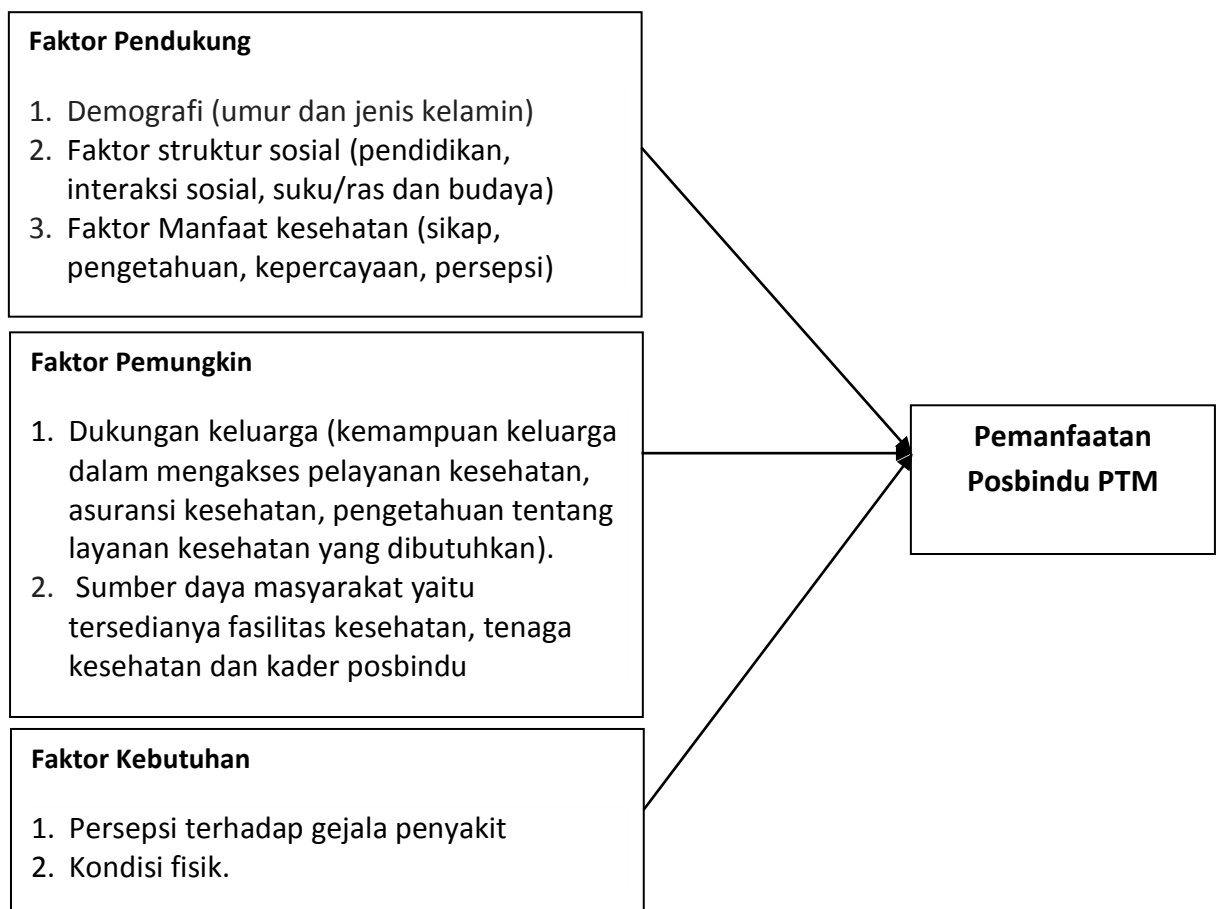 Faktor Pendukung
1. Demografi (umur dan jenis kelamin)
2. Faktor struktur sosial (pendidikan,
interaksi sosial, suku/ras dan budaya)
3. Faktor Manfaat kesehatan (sikap,
pengetahuan, kepercayaan, persepsi)
Faktor Pemungkin
1. Dukungan keluarga (kemampuan keluarga
dalam mengakses pelayanan kesehatan,
asuransi kesehatan, pengetahuan tentang
layanan kesehatan yang dibutuhkan).
2. Sumber daya masyarakat yaitu
tersedianya fasilitas kesehatan, tenaga
kesehatan dan kader posbindu
Faktor Kebutuhan
1. Persepsi terhadap gejala penyakit
2. Kondisi fisik.
Pemanfaatan
Posbindu PTM